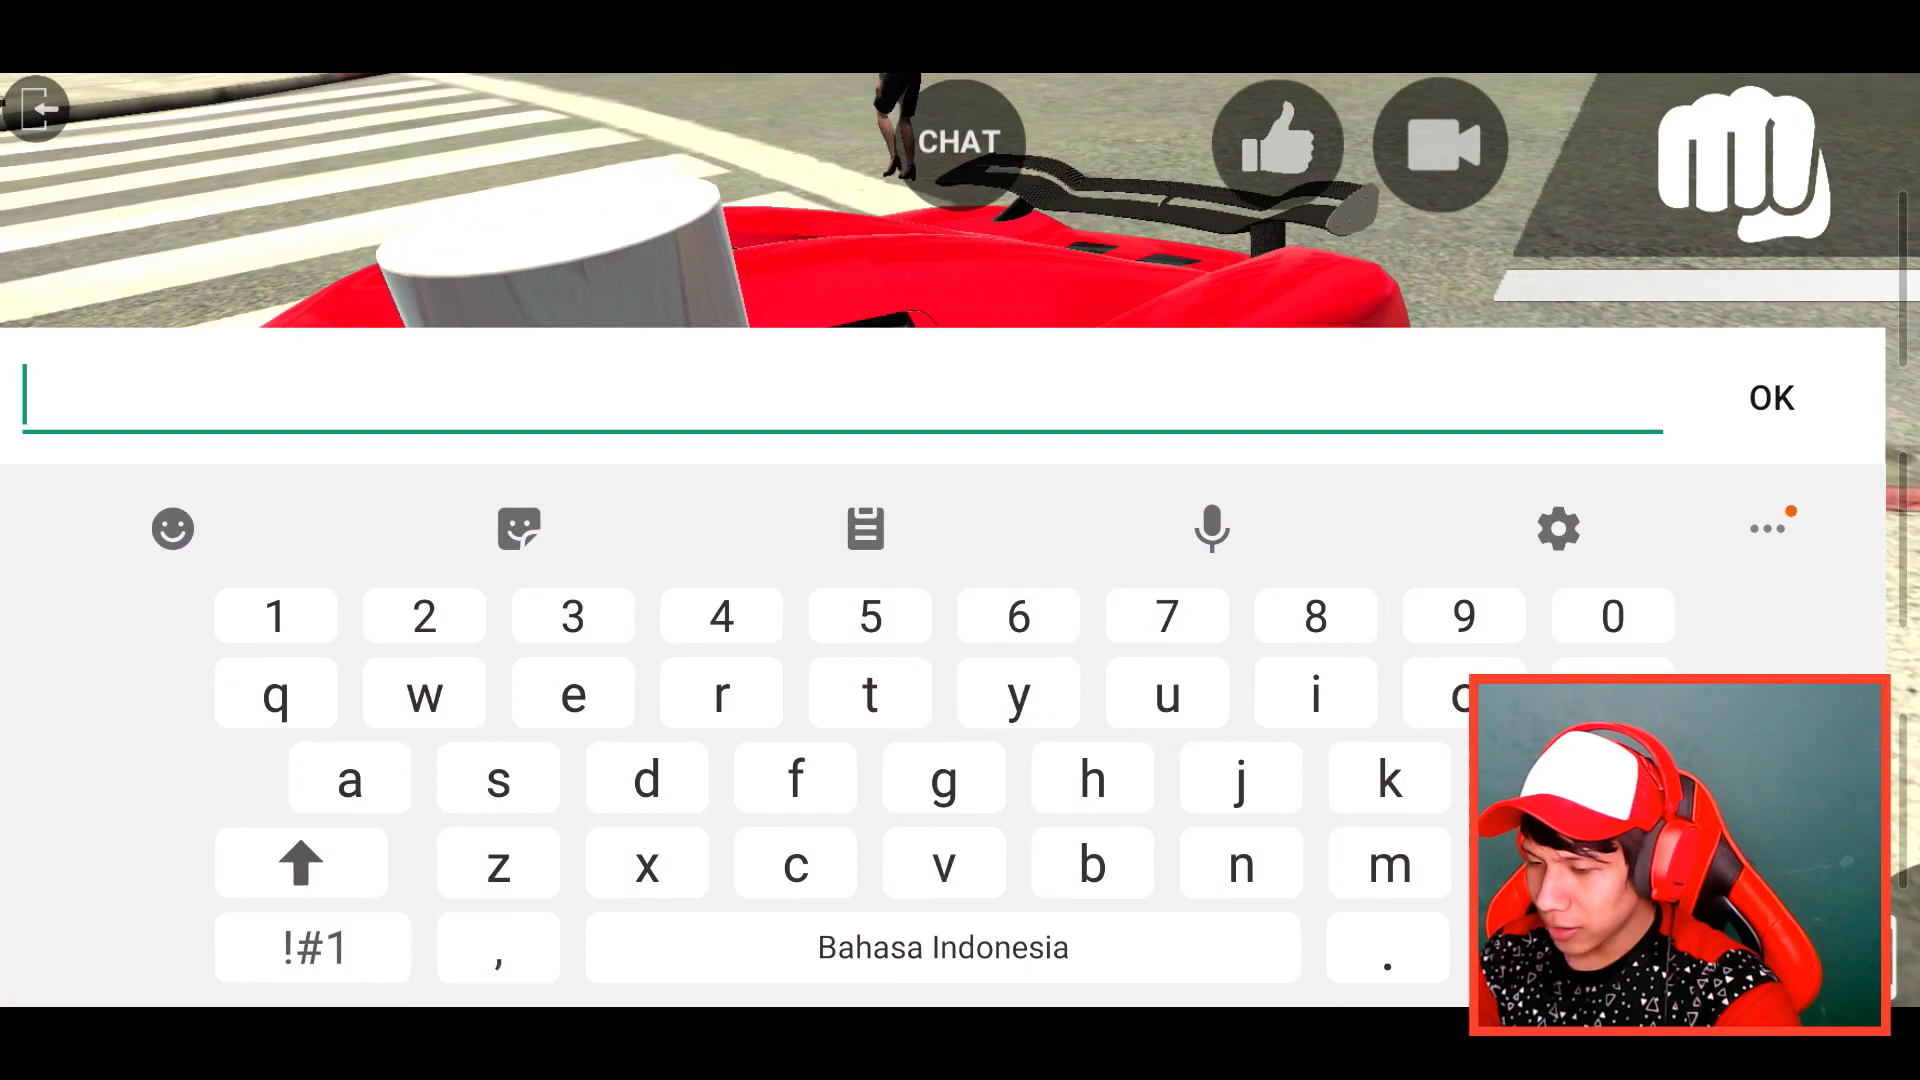 CHAT
OK
1 2 3 4 5 6 7 8 9 0
q w e r t y u i o
a s d f g h j k
z x c v b n m
!#1 , Bahasa Indonesia .